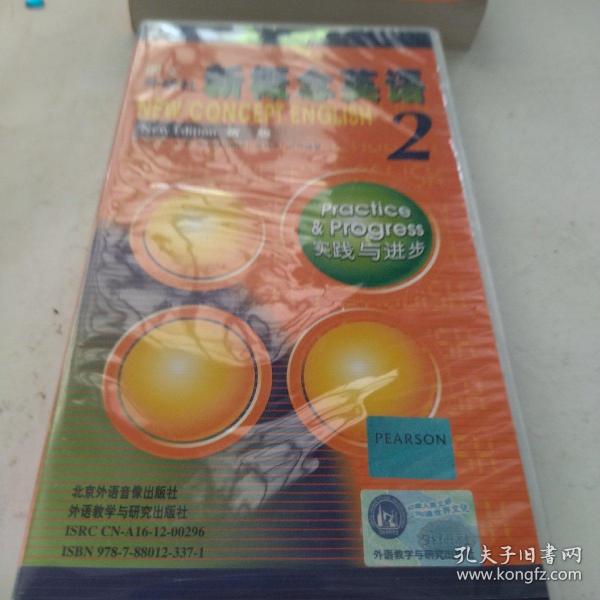 新概念英语
NEW CONCEPT ENGLISH
New Edition 新 版
2
Practice
& Progress
实践与进步
PEARSON
北京外语音像出版社
外语教学与研究出版社
ISRC CN-A16-12-00296
ISBN 978-7-88012-337-1
外语教学与研究出版
孔夫子旧书网
www.kongfz.com